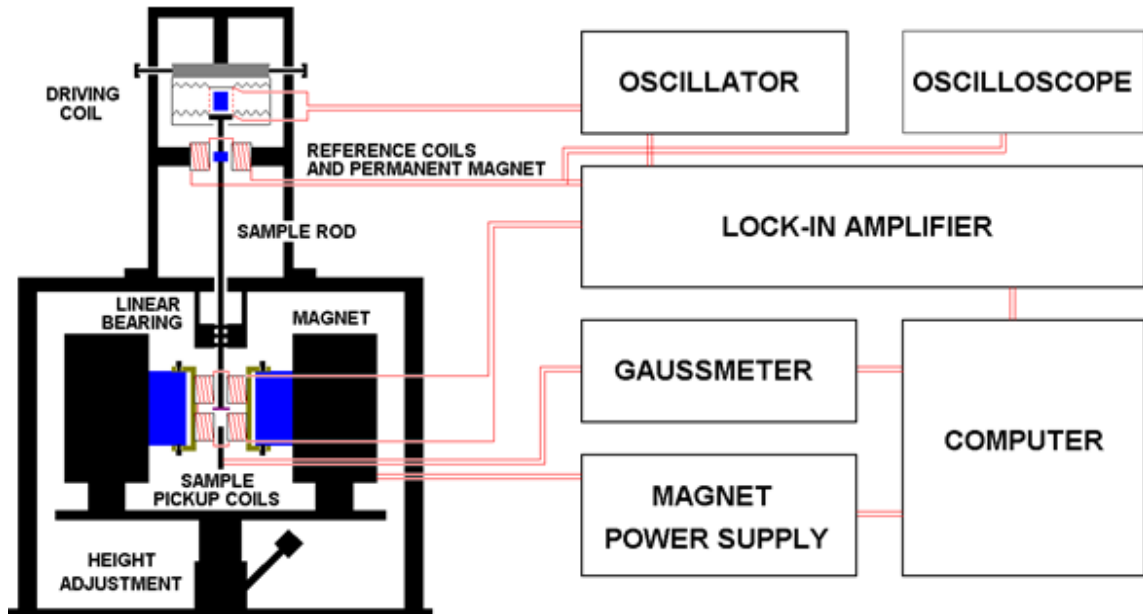 OSCILLATOR
OSCILLOSCOPE
DRIVING
COIL
REFERENCE COILS
AND PERMANENT MAGNET
LOCK-IN AMPLIFIER
SAMPLE ROD
LINEAR
BEARING
MAGNET
GAUSSMETER
COMPUTER
SAMPLE
PICKUP COILS
MAGNET
POWER SUPPLY
HEIGHT
ADJUSTMENT